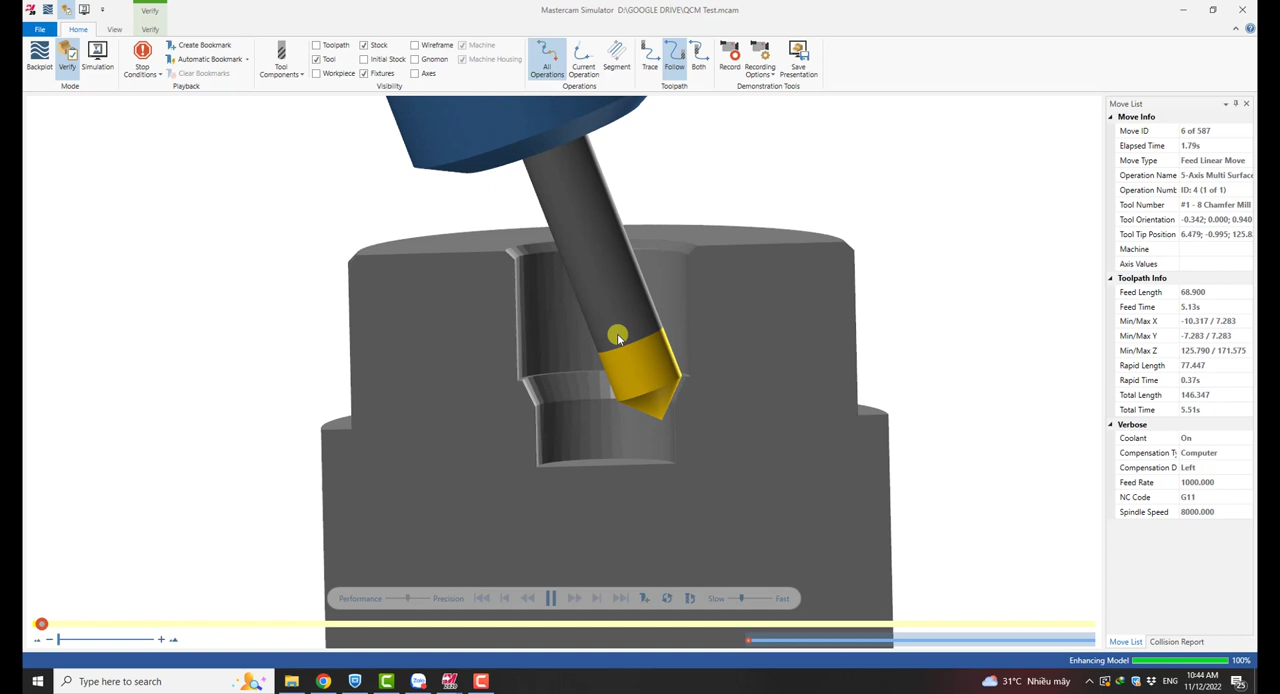 Verify
Mastercam Simulator D:\GOOGLE DRIVE\QCM Test.mcam
File Home View Verify
Backplot
Verify
Simulation
Mode
Stop Conditions
Create Bookmark
Automatic Bookmark
Clear Bookmarks
Playback
Tool Components
Toolpath Stock Wireframe Machine
Tool Initial Stock Gnomon Machine Housing
Workpiece Fixtures Axes
Visibility
All Operations
Current Operation
Segment
Operations
Trace
Follow
Both
Toolpath
Record
Recording Options
Save Presentation
Demonstration Tools
Move List
Move Info
Move ID 6 of 587
Elapsed Time 1.79s
Move Type Feed Linear Move
Operation Name 5-Axis Multi Surface
Operation Numb ID: 4 (1 of 1)
Tool Number #1 - 8 Chamfer Mill
Tool Orientation -0.342; 0.000; 0.940
Tool Tip Position 6.479; -0.995; 125.8
Machine
Axis Values
Toolpath Info
Feed Length 68.900
Feed Time 5.13s
Min/Max X -10.317 / 7.283
Min/Max Y -7.283 / 7.283
Min/Max Z 125.790 / 171.575
Rapid Length 77.447
Rapid Time 0.37s
Total Length 146.347
Total Time 5.51s
Verbose
Coolant On
Compensation Ty Computer
Compensation D Left
Feed Rate 1000.000
NC Code G11
Spindle Speed 8000.000
Performance Precision Slow Fast
Move List Collision Report
Enhancing Model 100%
Type here to search
Zalo
2020
31°C Nhiều mây
ENG
10:44 AM
11/12/2022
25